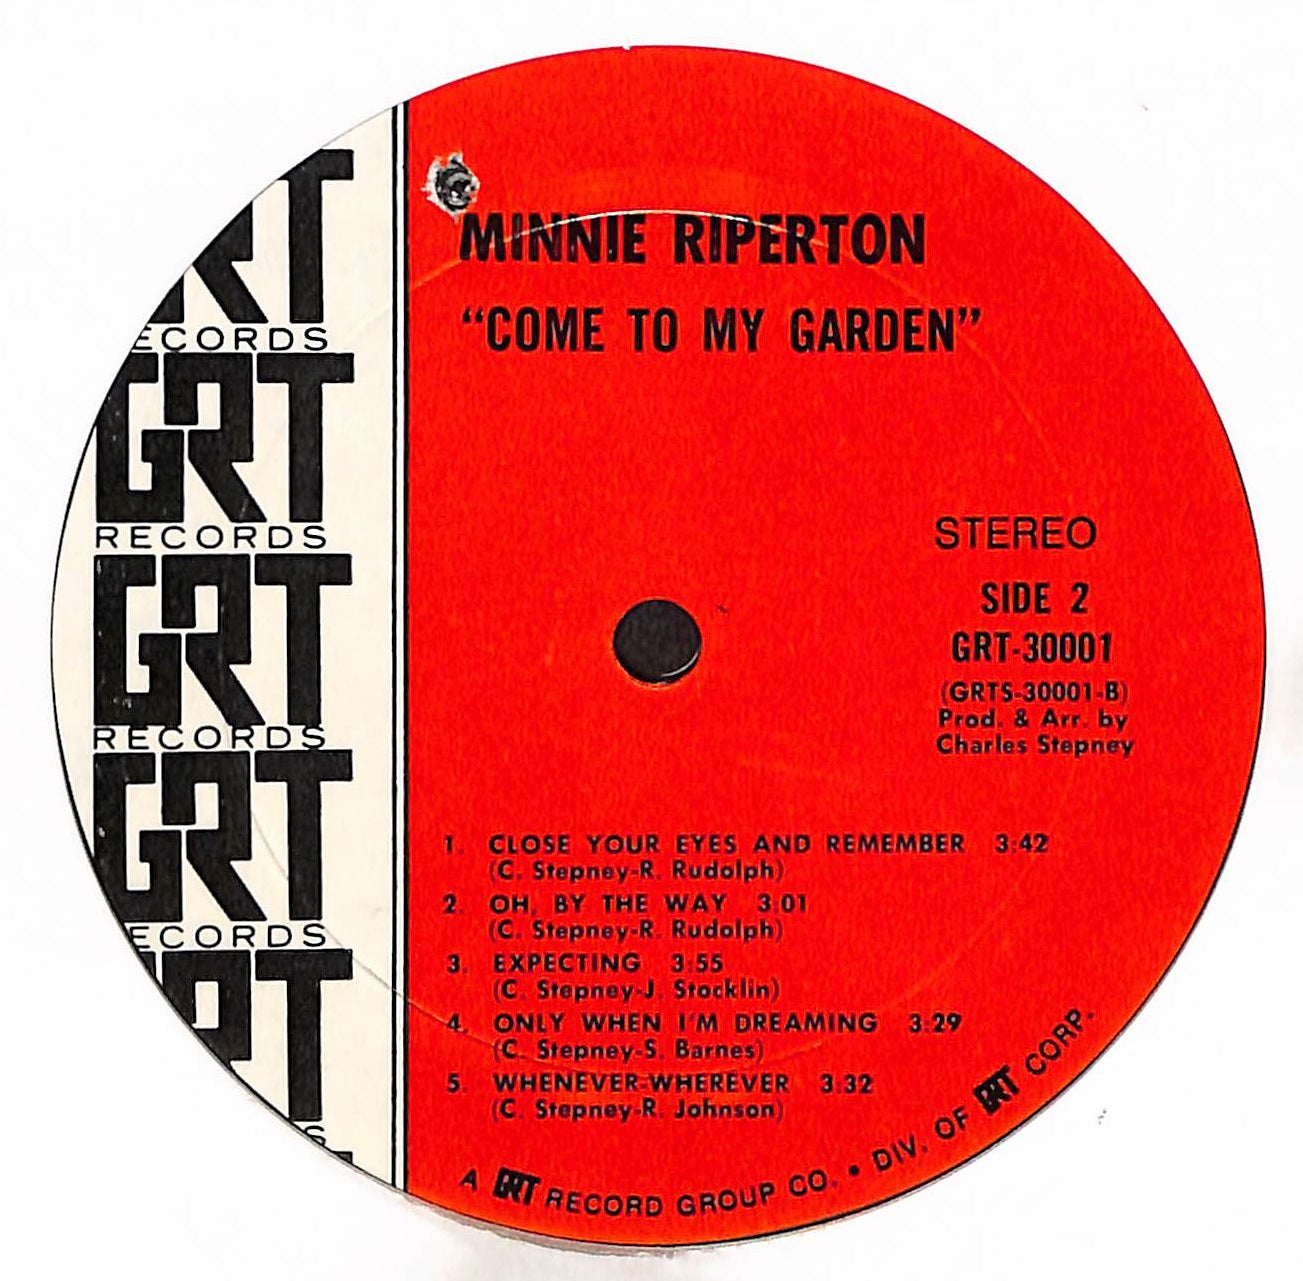 RT
ECORDS
GRT
RECORDS
GRT
RECORDS
GRT
ECORDS
RT
S
MINNIE RIPERTON
“COME TO MY GARDEN”
STEREO
SIDE 2
GRT-30001
(GRTS-30001-B)
Prod. & Arr. by
Charles Stepney
1. CLOSE YOUR EYES AND REMEMBER 3:42
(C. Stepney-R. Rudolph)
2. OH, BY THE WAY 3:01
(C. Stepney-R. Rudolph)
3. EXPECTING 3:55
(C. Stepney-J. Stocklin)
4. ONLY WHEN I'M DREAMING 3:29
(C. Stepney-S. Barnes)
5. WHENEVER-WHEREVER 3:32
(C. Stepney-R. Johnson)
A GRT RECORD GROUP CO. • DIV. OF GRT CORP.